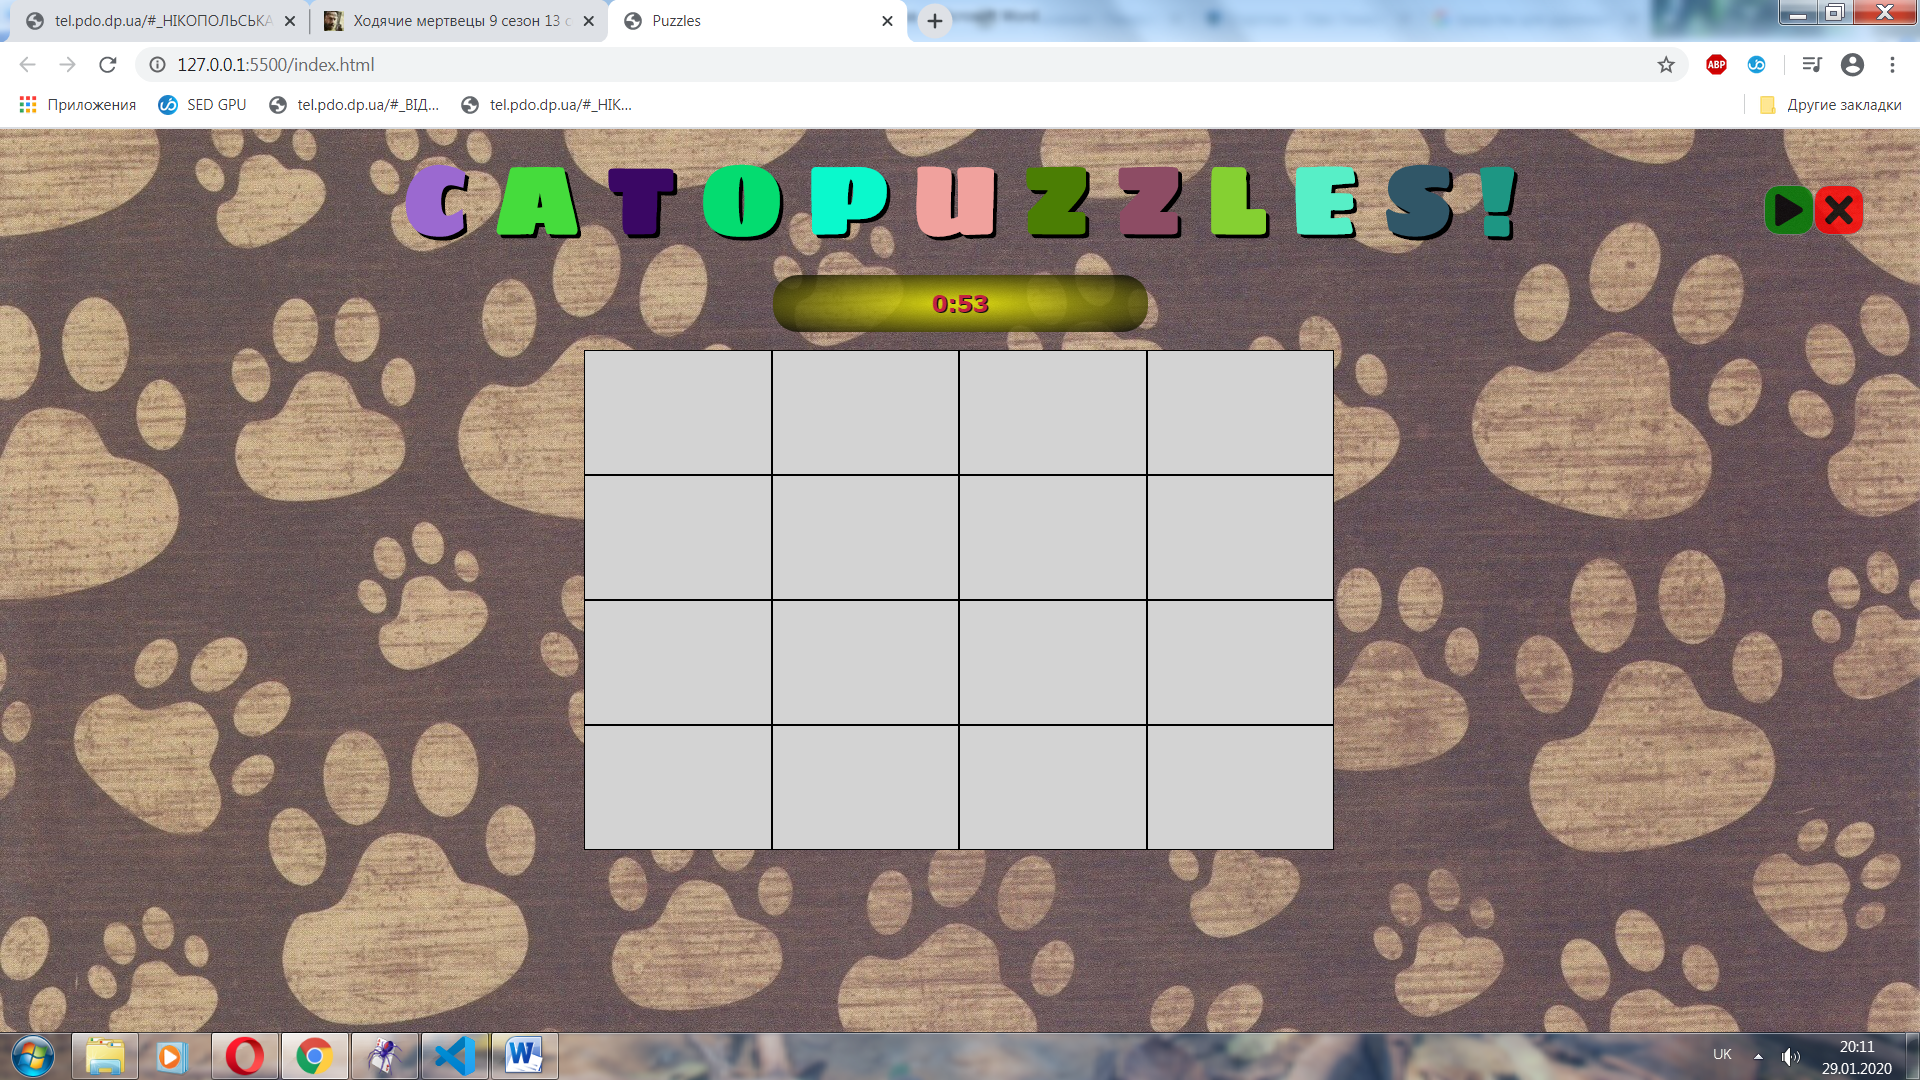 tel.pdo.dp.ua/#_НІКОПОЛЬСЬКА
Ходячие мертвецы 9 сезон 13 с
Puzzles
127.0.0.1:5500/index.html
ABP
Приложения
SED GPU
tel.pdo.dp.ua/#_ВІД...
tel.pdo.dp.ua/#_НІК...
Другие закладки
CATOPUZZLES!
0:53
UK
20:11
29.01.2020